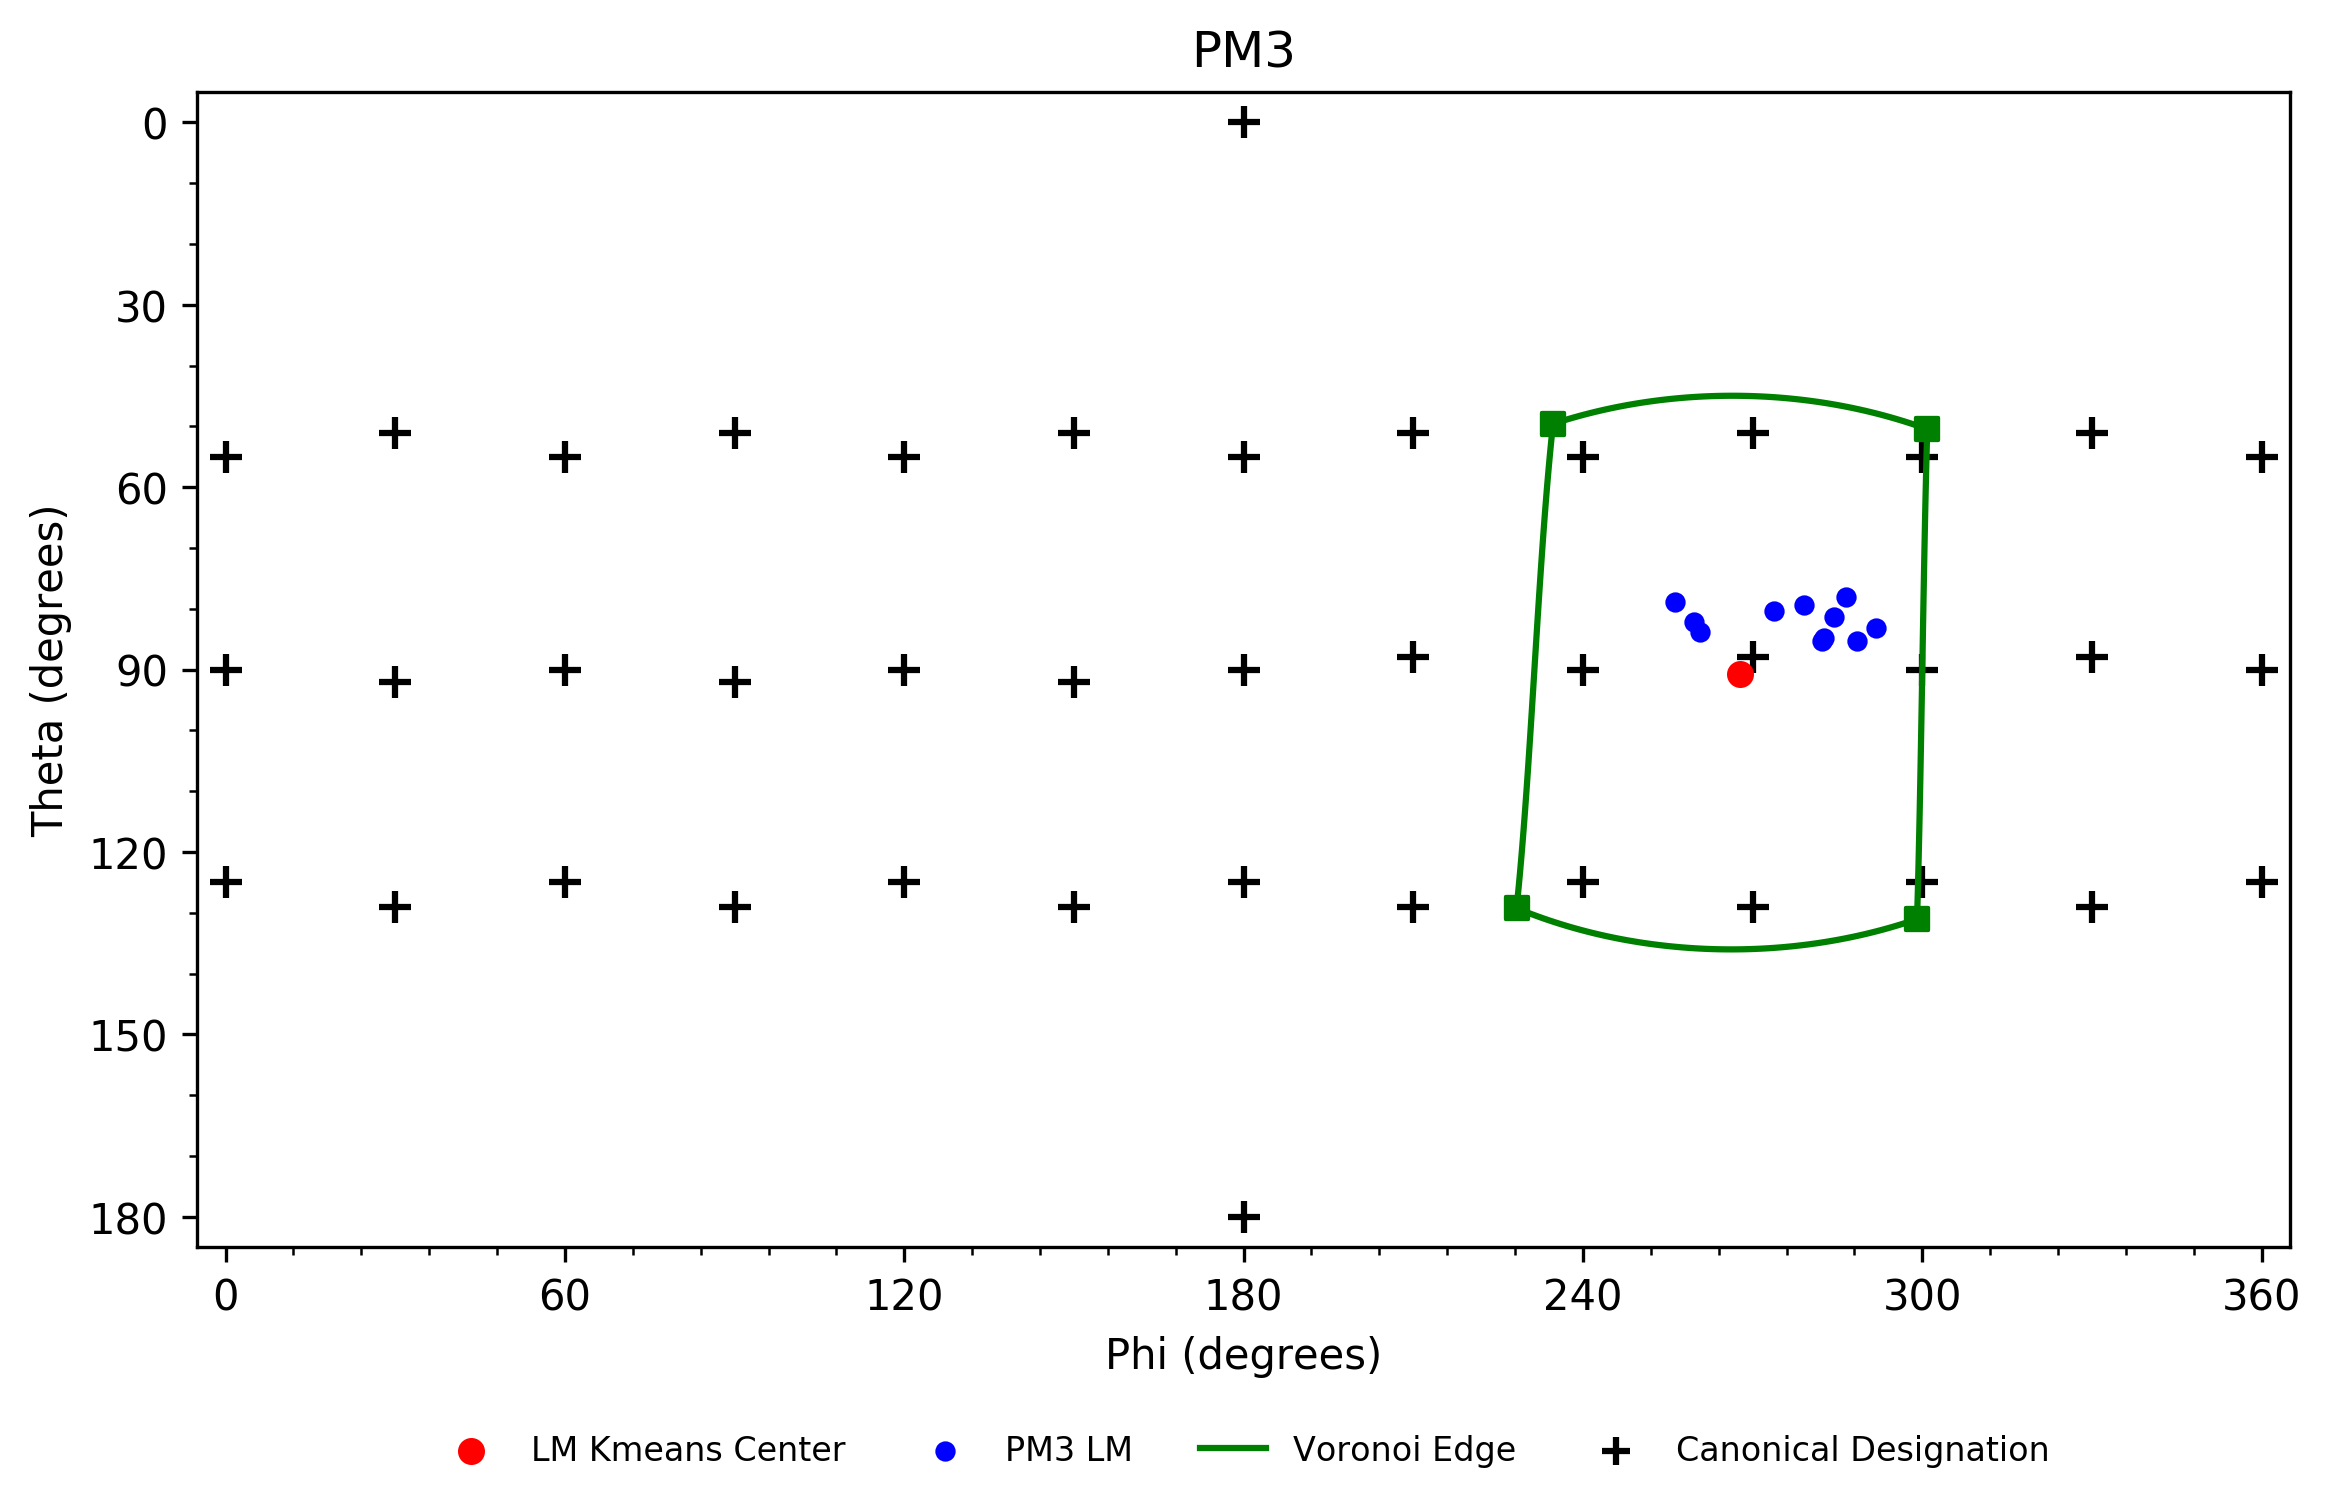 PM3
0
30
60
90
120
150
180
Theta (degrees)
0 60 120 180 240 300 360
Phi (degrees)
LM Kmeans Center PM3 LM Voronoi Edge Canonical Designation